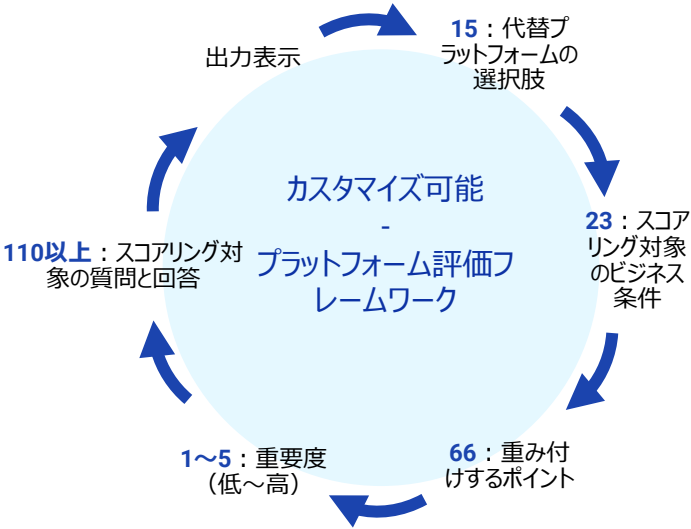 出力表示
15：代替プ
ラットフォームの
選択肢
カスタマイズ可能
-
プラットフォーム評価フ
レームワーク
23：スコア
リング対象
のビジネス
条件
110以上：スコアリング対
象の質問と回答
66：重み付
けするポイント
1～5：重要度
（低～高）